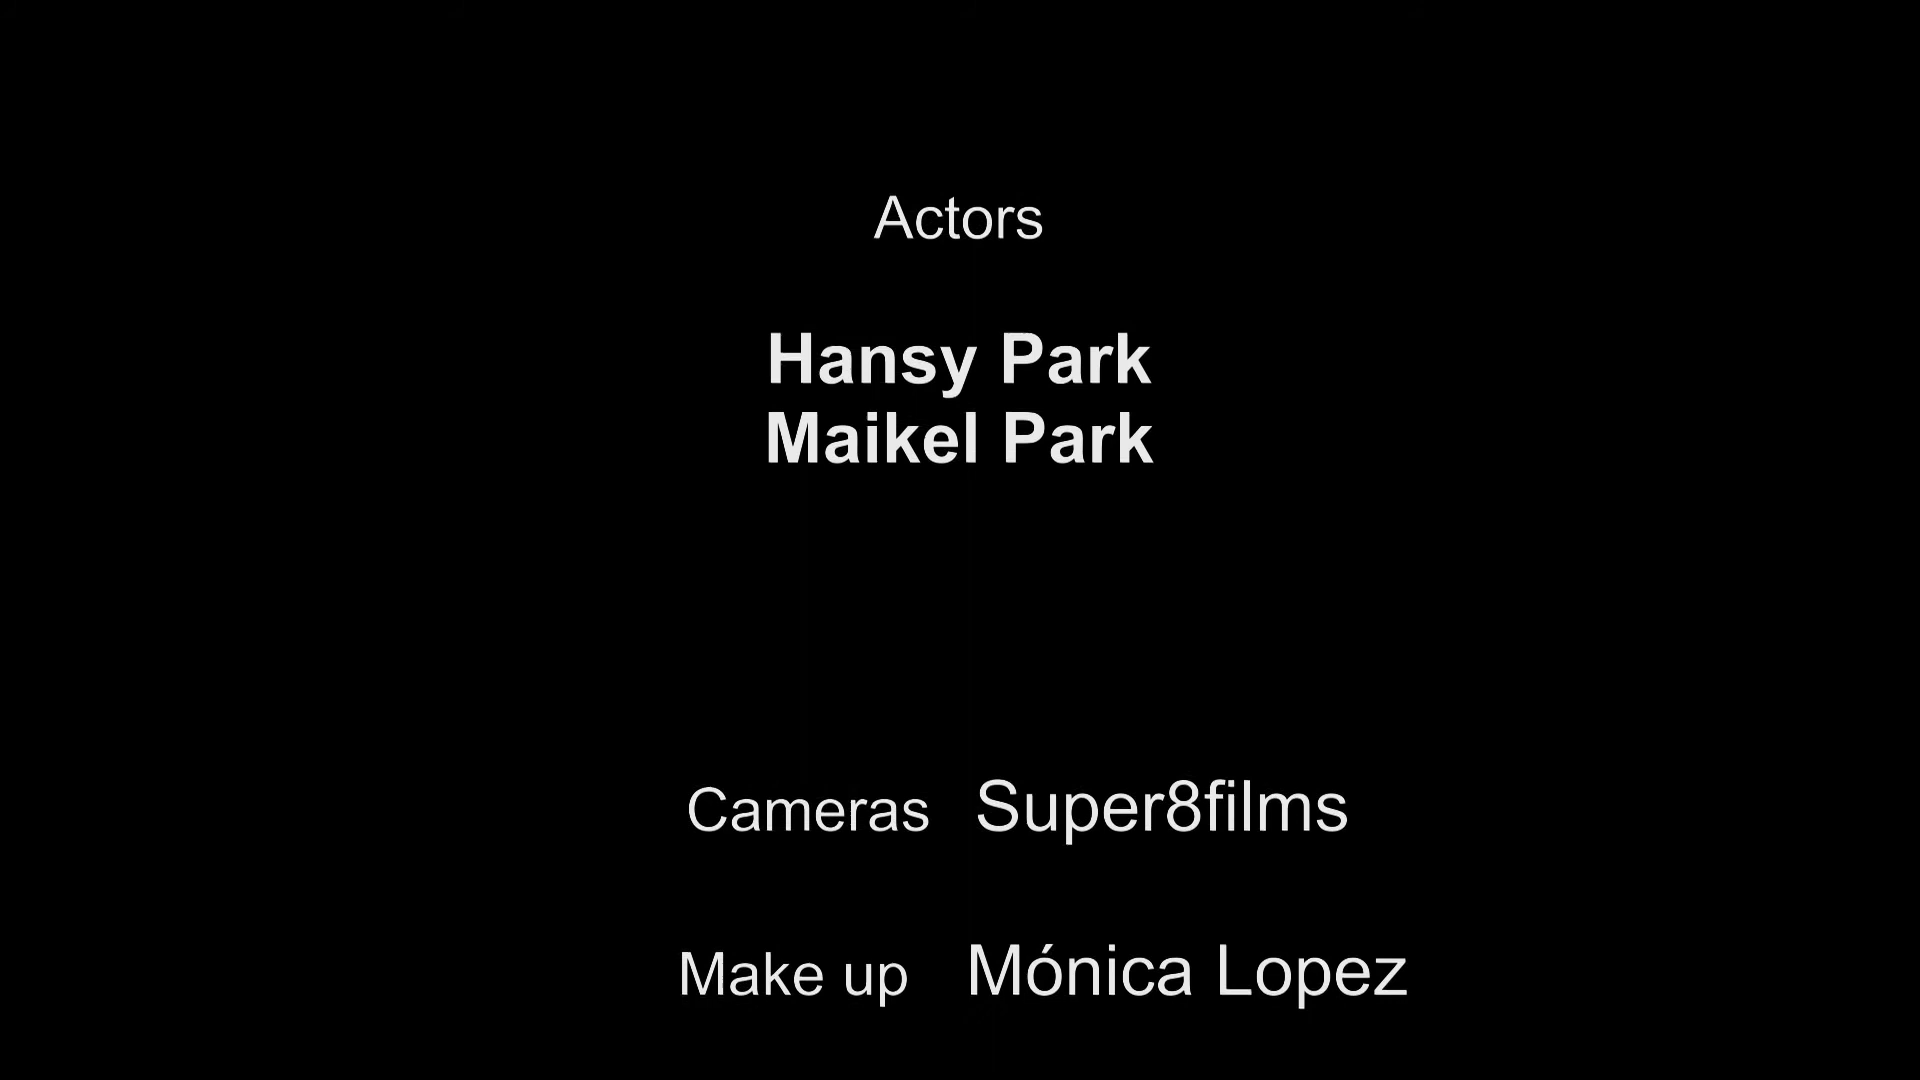 Actors
Hansy Park
Maikel Park
Cameras Super8films
Make up Mónica Lopez